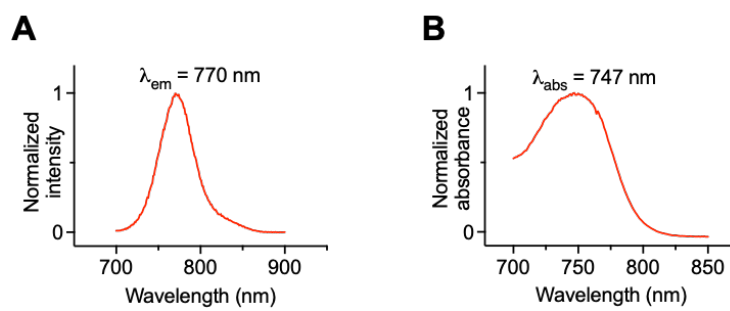 A
λem = 770 nm
Normalized
intensity
1
0
700 800 900
Wavelength (nm)
B
λabs = 747 nm
Normalized
absorbance
1
0
700 750 800 850
Wavelength (nm)